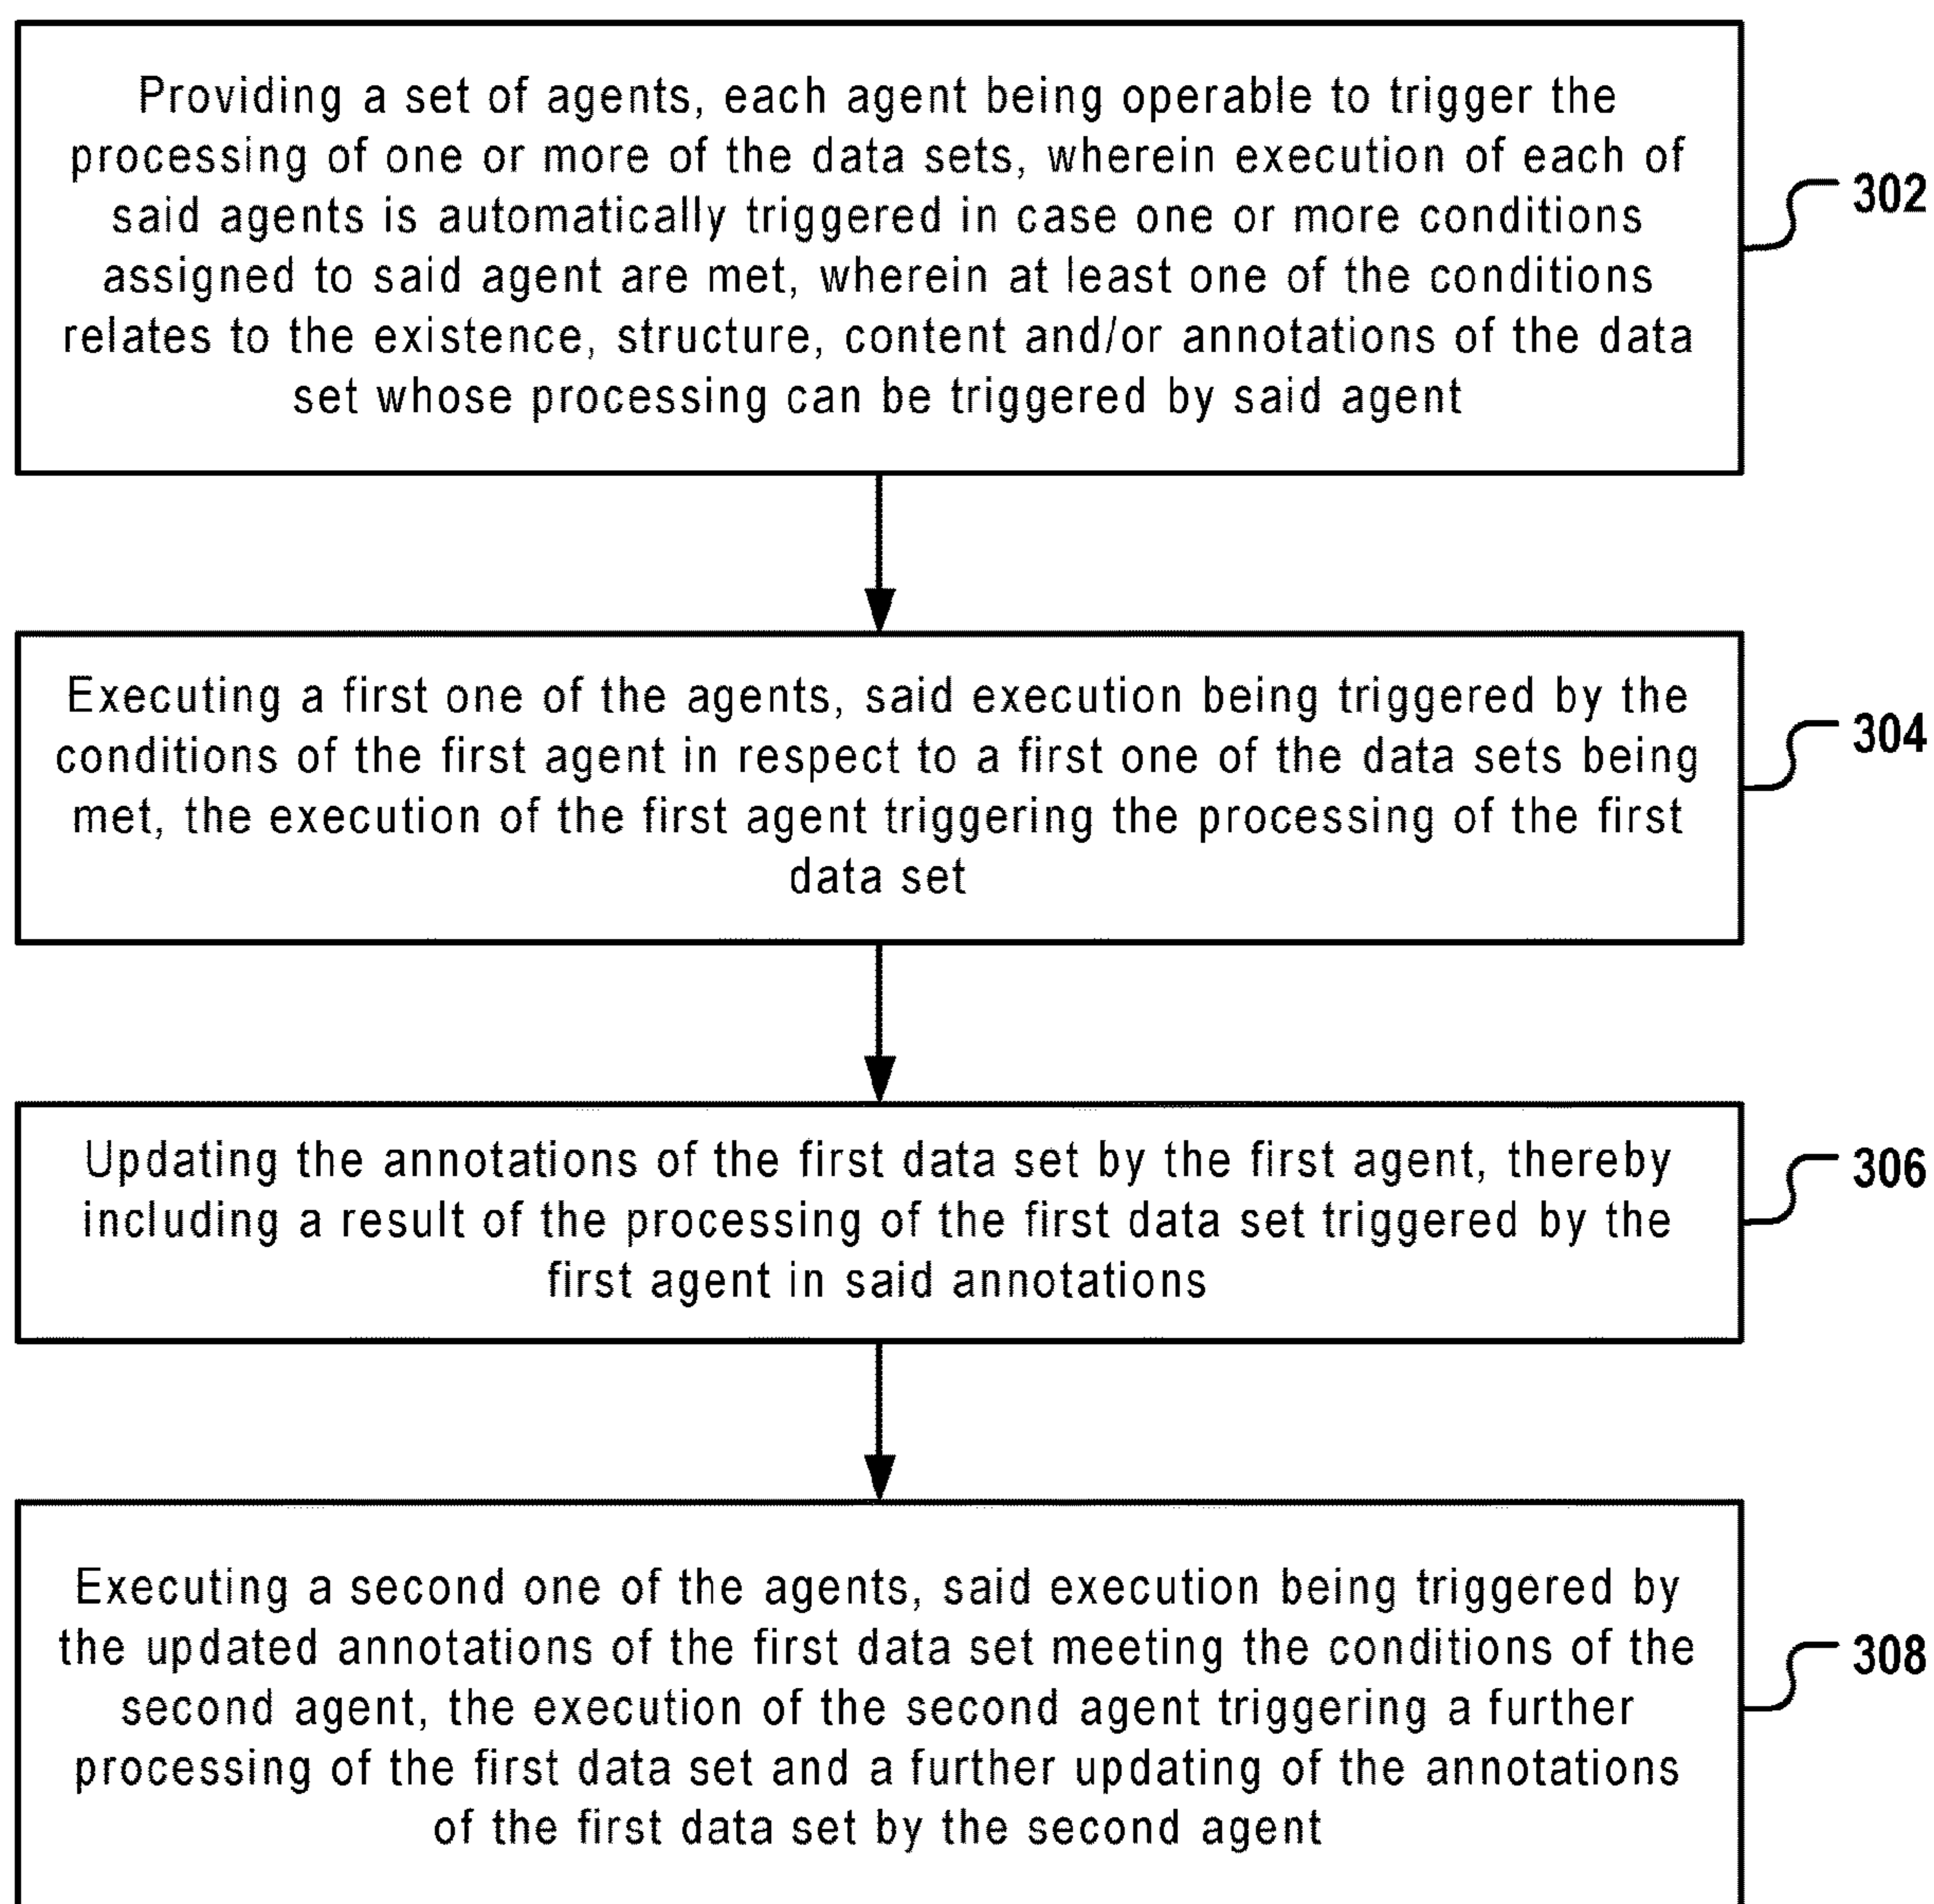 Providing a set of agents, each agent being operable to trigger the
processing of one or more of the data sets, wherein execution of each of
said agents is automatically triggered in case one or more conditions
assigned to said agent are met, wherein at least one of the conditions
relates to the existence, structure, content and/or annotations of the data
set whose processing can be triggered by said agent
302
Executing a first one of the agents, said execution being triggered by the
conditions of the first agent in respect to a first one of the data sets being
met, the execution of the first agent triggering the processing of the first
data set
304
Updating the annotations of the first data set by the first agent, thereby
including a result of the processing of the first data set triggered by the
first agent in said annotations
306
Executing a second one of the agents, said execution being triggered by
the updated annotations of the first data set meeting the conditions of the
second agent, the execution of the second agent triggering a further
processing of the first data set and a further updating of the annotations
of the first data set by the second agent
308